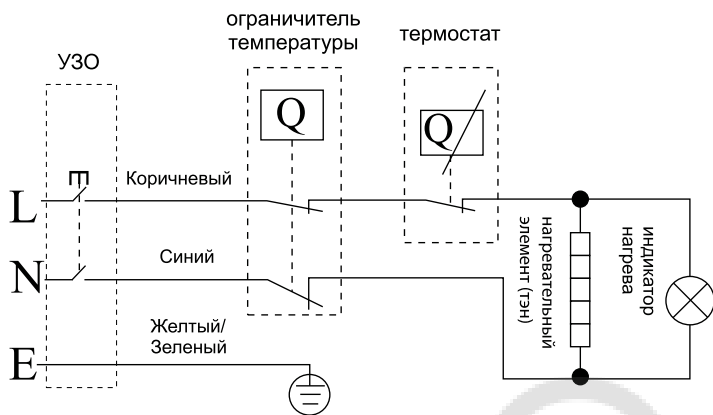 ограничитель
температуры
термостат
УЗО
Q
Q
L
Коричневый
N
Синий
Желтый/
Зеленый
E
нагревательный
элемент (тэн)
индикатор
нагрева